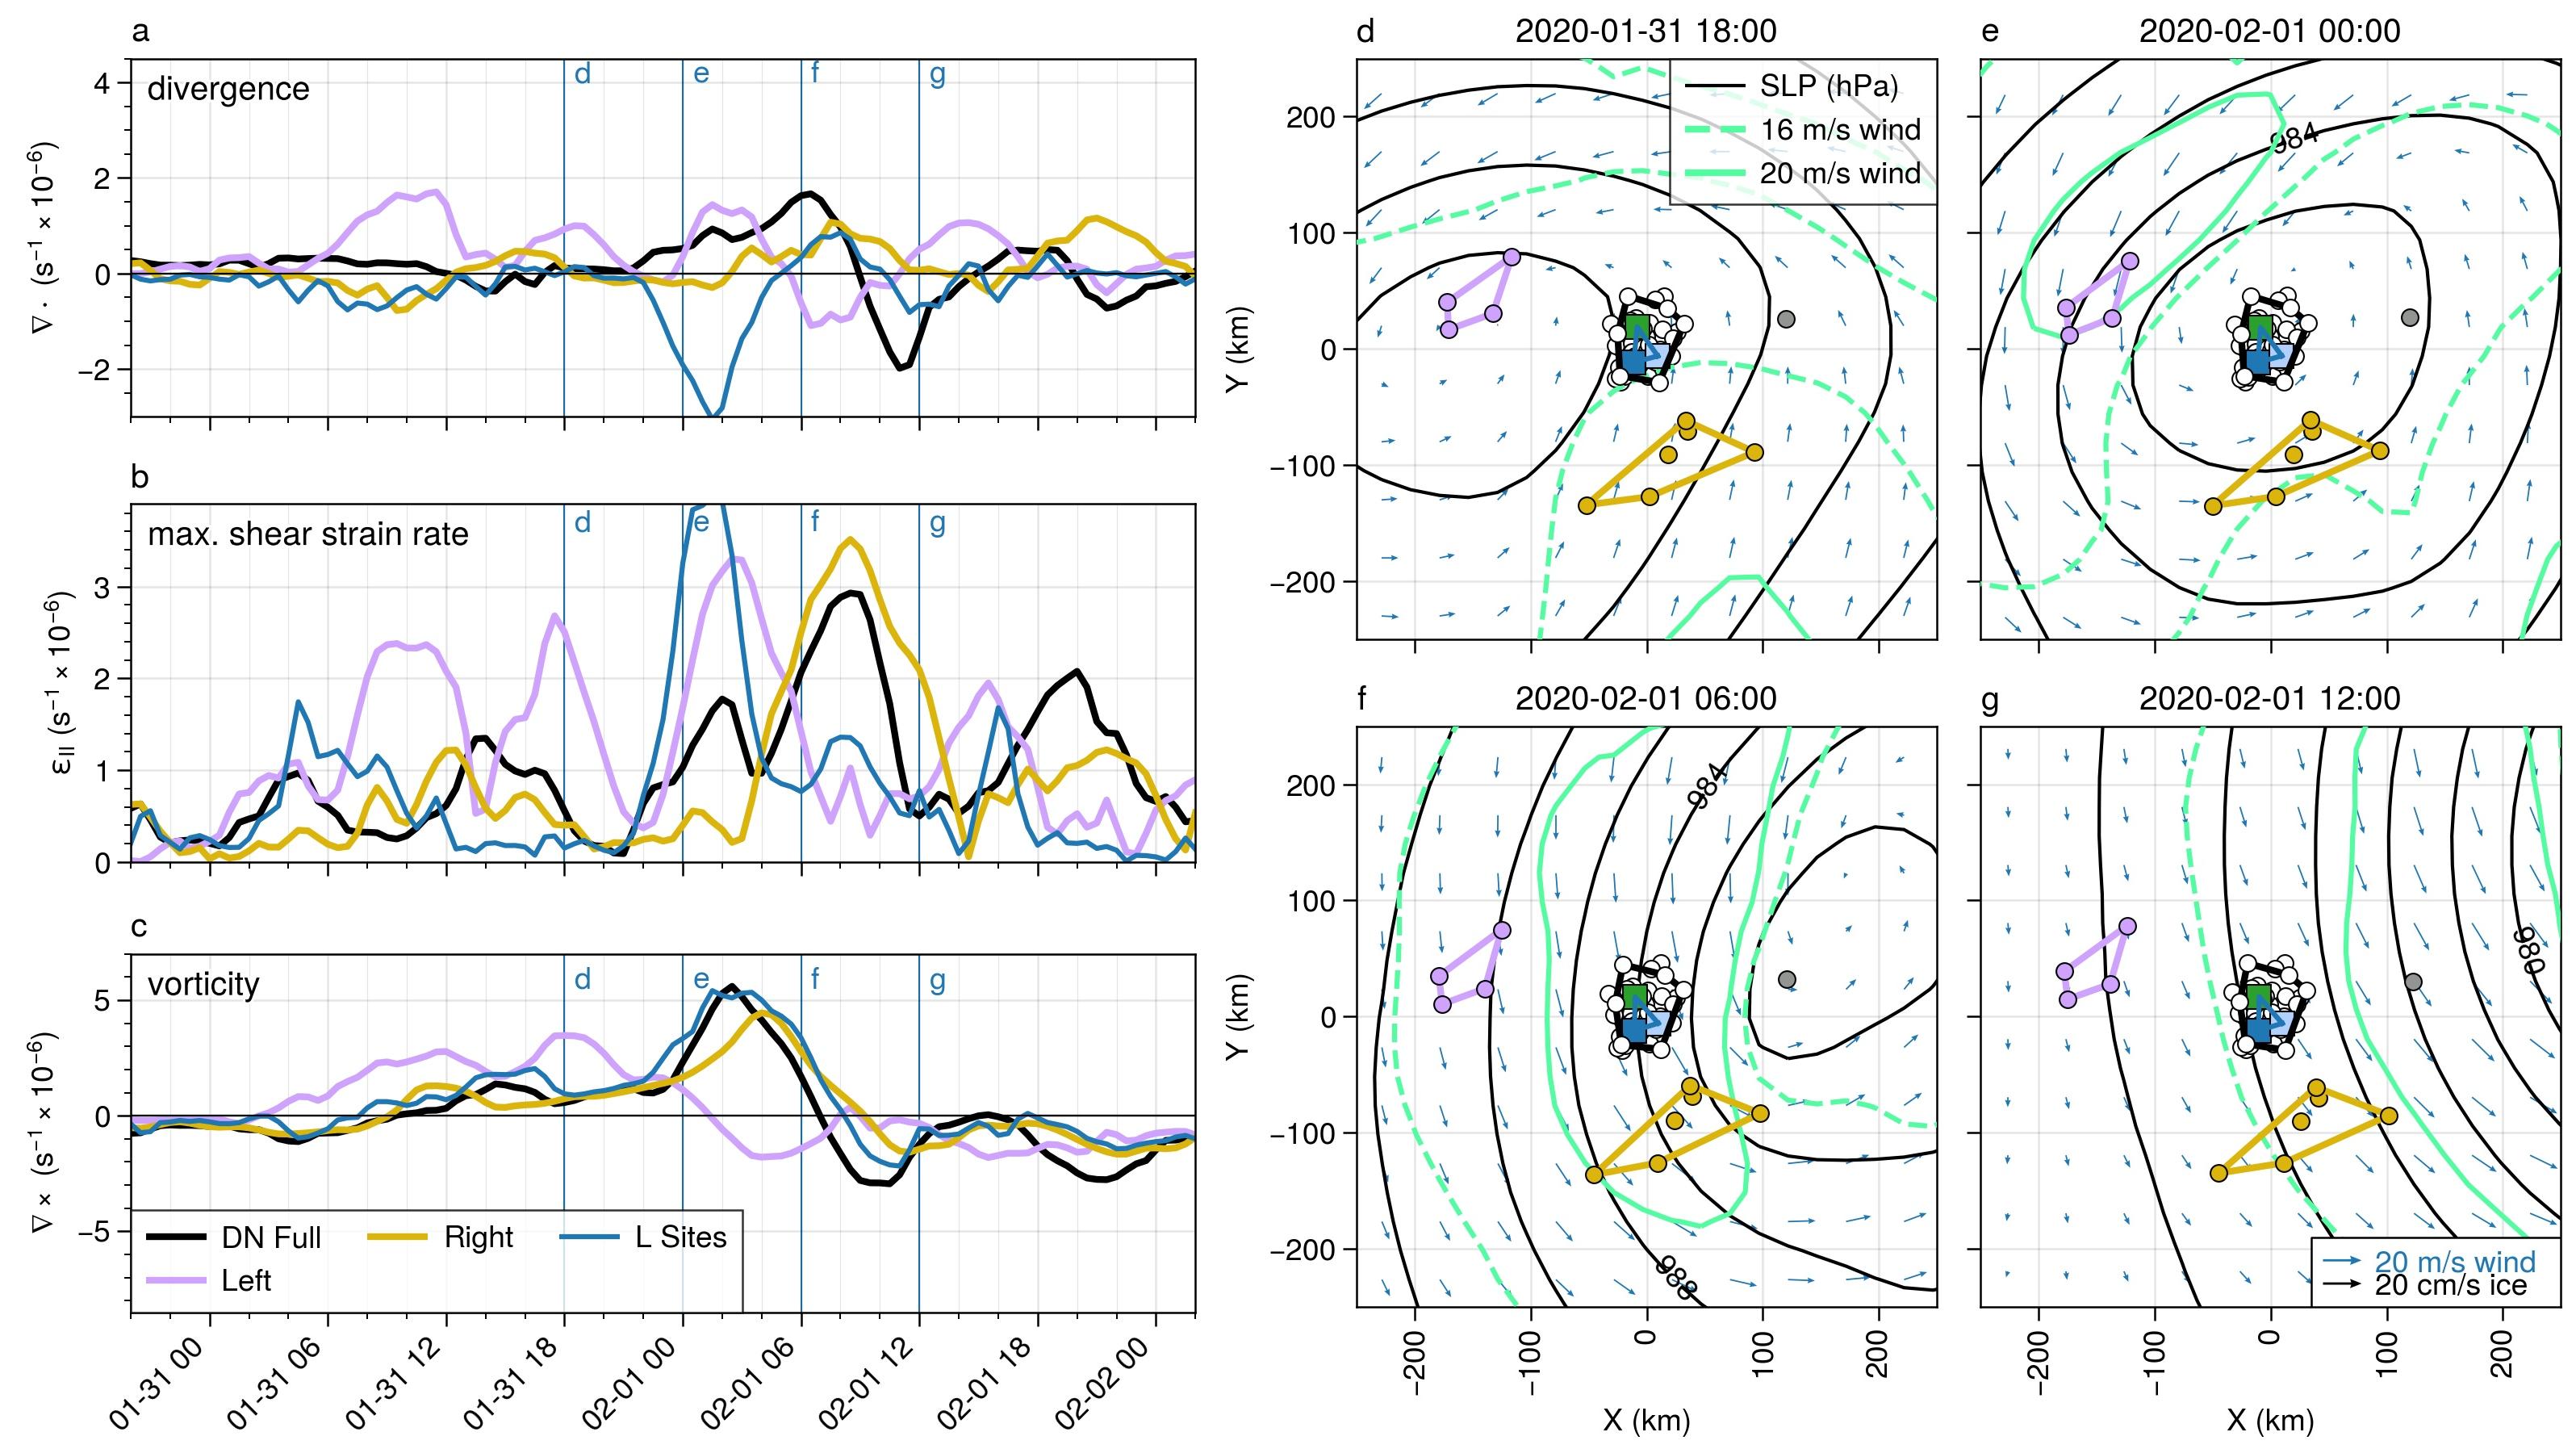 a
divergence
d
e
f
g
4
2
0
−2
∇ · (s⁻¹ × 10⁻⁶)
b
max. shear strain rate
d
e
f
g
3
2
1
0
ε_II (s⁻¹ × 10⁻⁶)
c
vorticity
d
e
f
g
5
0
−5
∇ × (s⁻¹ × 10⁻⁶)
DN Full
Right
L Sites
Left
01-31 00
01-31 06
01-31 12
01-31 18
02-01 00
02-01 06
02-01 12
02-01 18
02-02 00
d 2020-01-31 18:00
SLP (hPa)
16 m/s wind
20 m/s wind
200
100
0
−100
−200
Y (km)
e 2020-02-01 00:00
984
f 2020-02-01 06:00
984
988
200
100
0
−100
−200
Y (km)
−200
−100
0
100
200
X (km)
g 2020-02-01 12:00
980
20 m/s wind
20 cm/s ice
−200
−100
0
100
200
X (km)